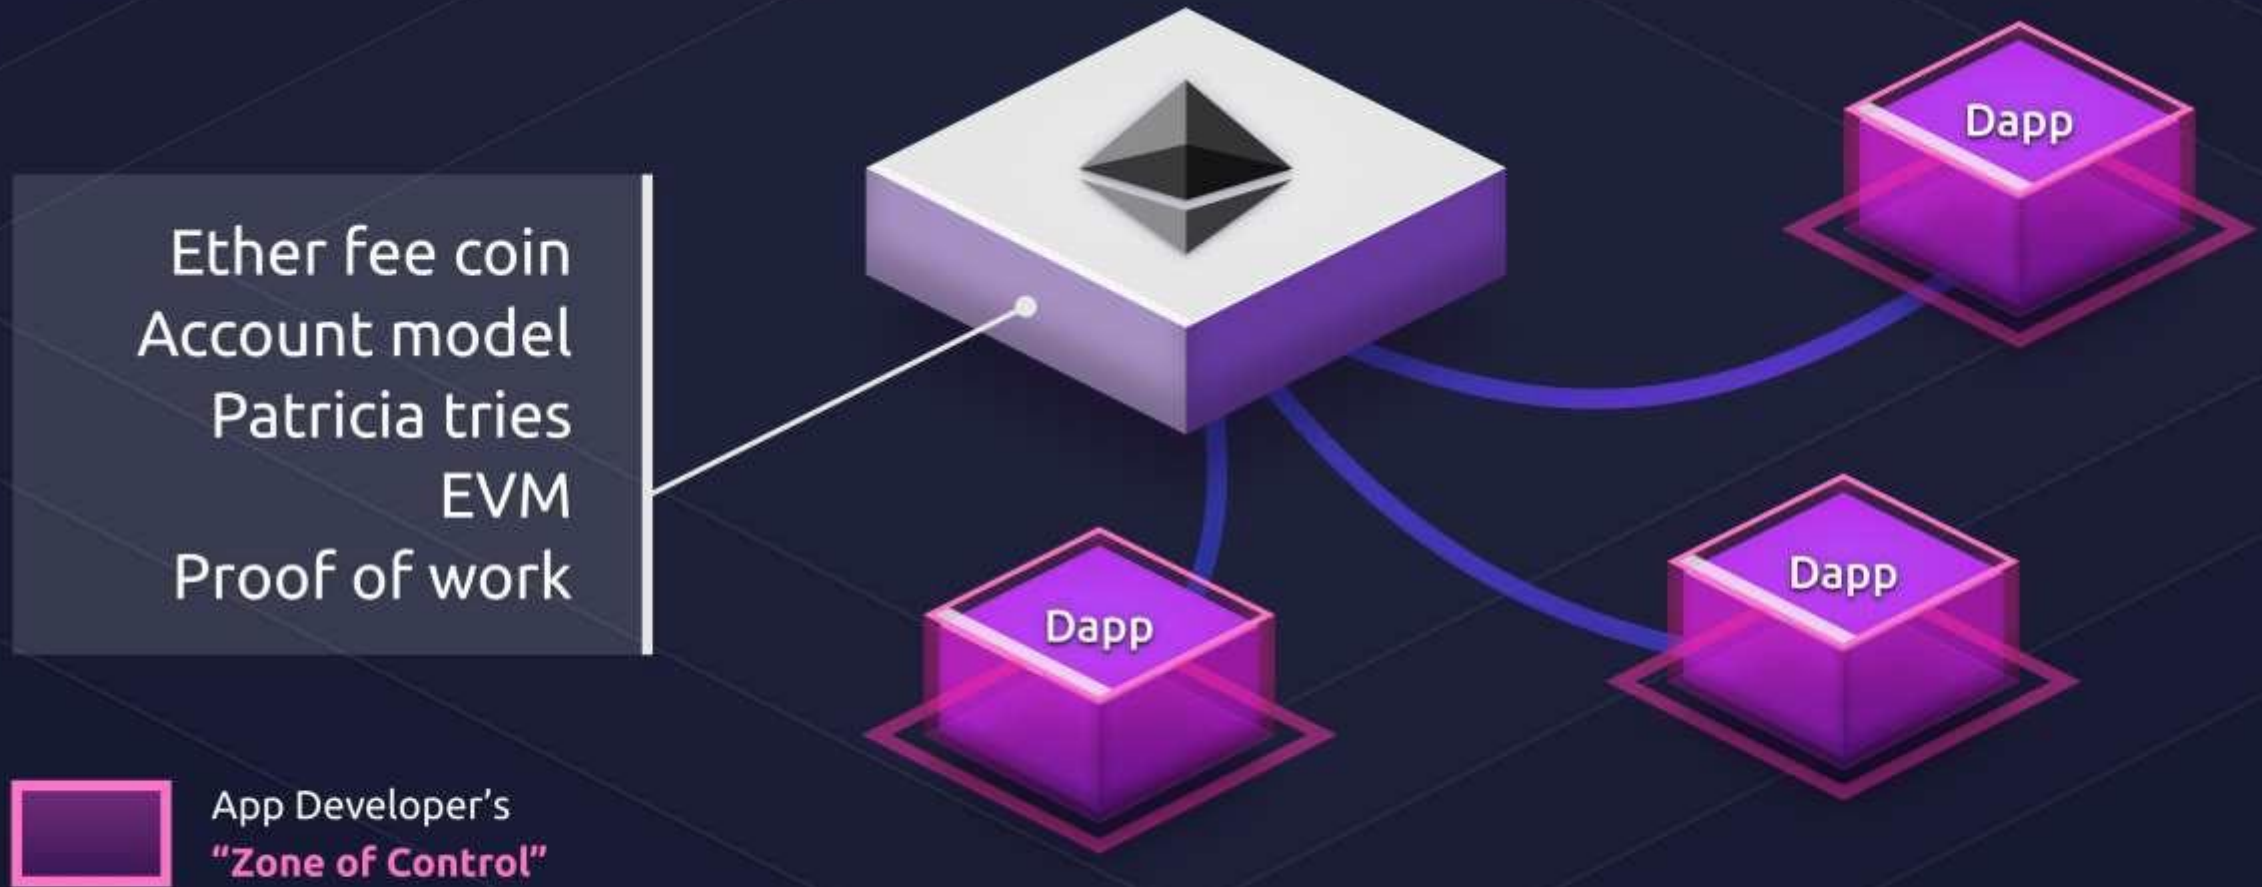 Ether fee coin
Account model
Patricia tries
EVM
Proof of work
Dapp
Dapp
Dapp
App Developer’s
“Zone of Control”